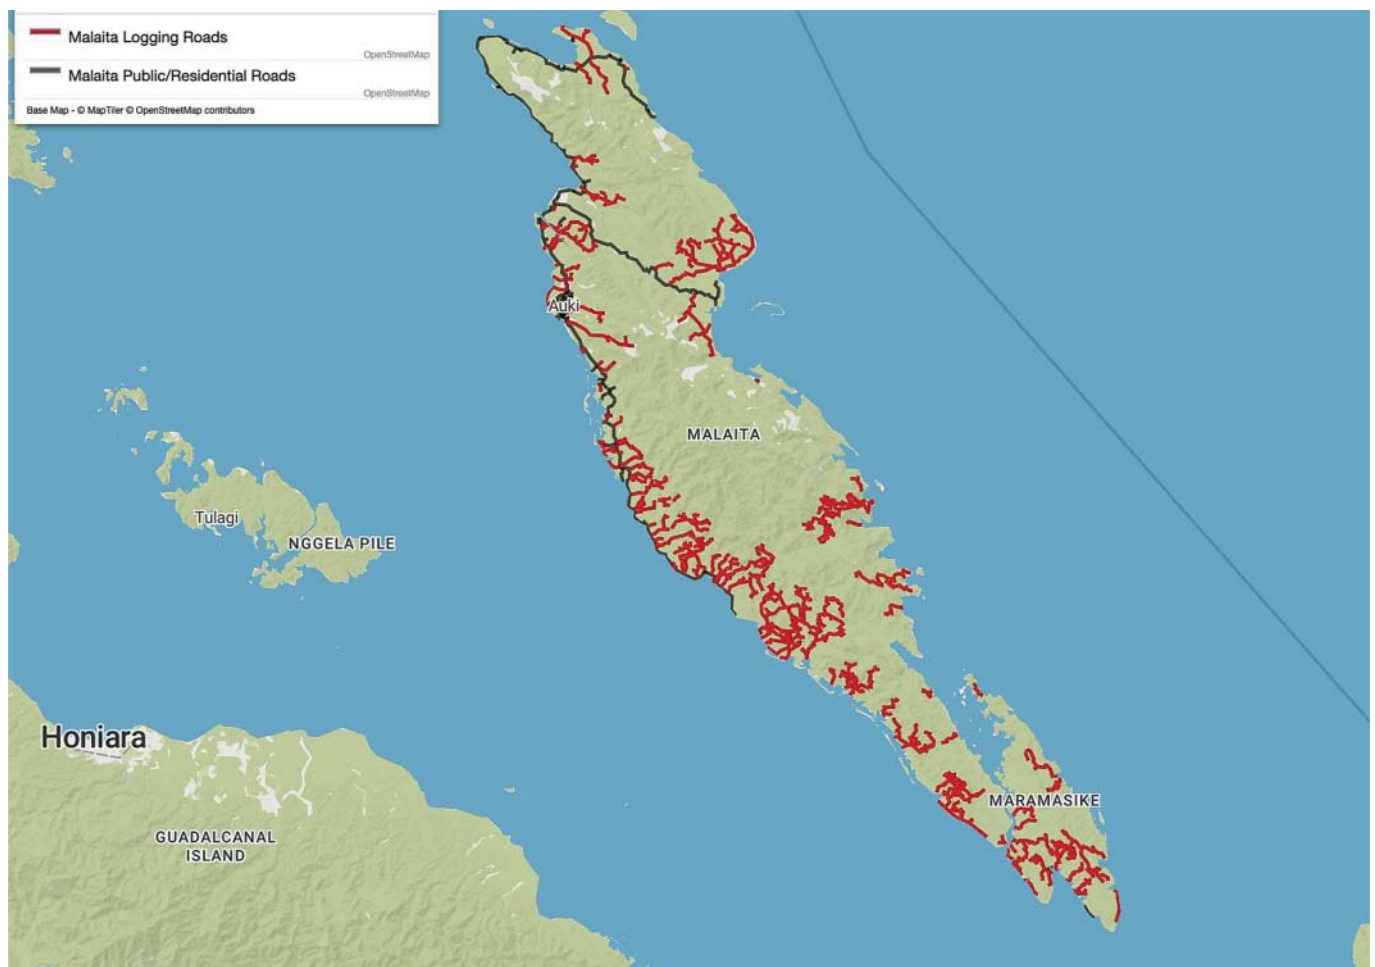 Malaita Logging Roads
OpenStreetMap
Malaita Public/Residential Roads
OpenStreetMap
Base Map - © MapTiler © OpenStreetMap contributors
Auki
MALAITA
Tulagi
NGGELA PILE
Honiara
MARAMASIKE
GUADALCANAL
ISLAND